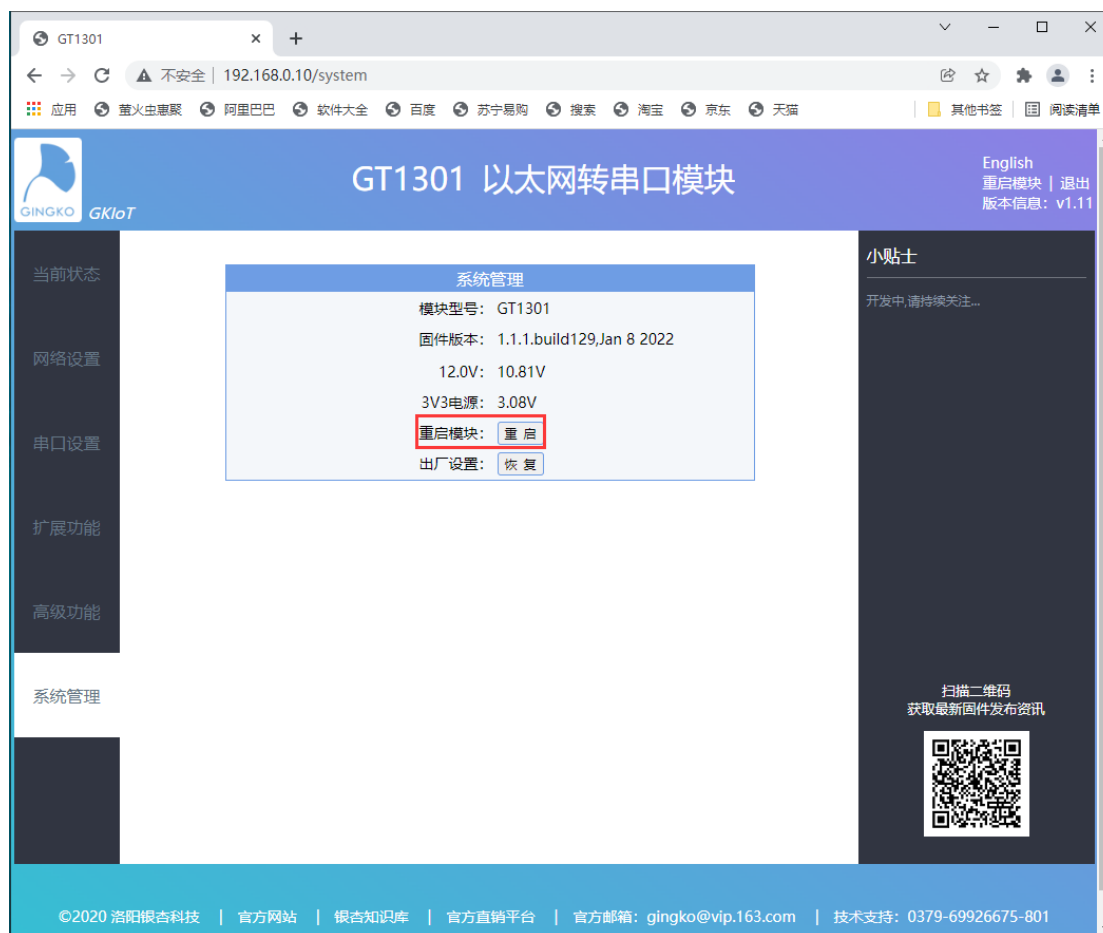 GT1301
不安全 | 192.168.0.10/system
应用 萤火虫惠聚 阿里巴巴 软件大全 百度 苏宁易购 搜索 淘宝 京东 天猫 其他书签 阅读清单
GINGKO GKIoT
GT1301 以太网转串口模块
English
重启模块 | 退出
版本信息：v1.11
当前状态
网络设置
串口设置
扩展功能
高级功能
系统管理
系统管理
模块型号： GT1301
固件版本： 1.1.1.build129,Jan 8 2022
12.0V： 10.81V
3V3电源： 3.08V
重启模块： 重 启
出厂设置： 恢 复
小贴士
开发中,请持续关注...
扫描二维码
获取最新固件发布资讯
©2020 洛阳银杏科技 | 官方网站 | 银杏知识库 | 官方直销平台 | 官方邮箱：gingko@vip.163.com | 技术支持：0379-69926675-801